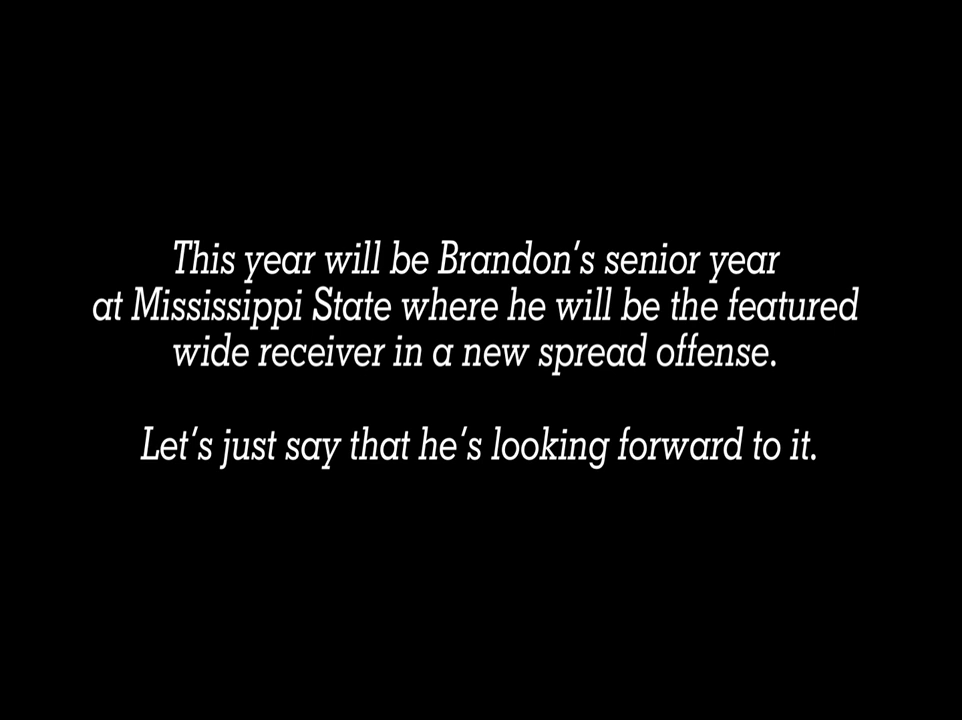 This year will be Brandon's senior year
at Mississippi State where he will be the featured
wide receiver in a new spread offense.
Let's just say that he's looking forward to it.